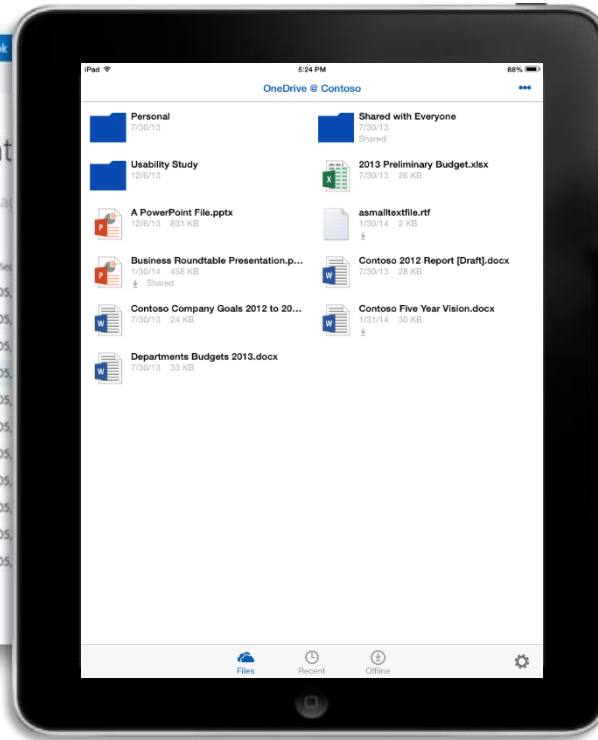 iPad
5:24 PM
88%
OneDrive @ Contoso
Personal
7/30/13
Shared with Everyone
7/30/13
Shared
Usability Study
12/6/13
2013 Preliminary Budget.xlsx
7/30/13 26 KB
A PowerPoint File.pptx
12/6/13 831 KB
asmalltextfile.rtf
1/30/14 2 KB
Business Roundtable Presentation.p...
1/30/14 458 KB
Shared
Contoso 2012 Report [Draft].docx
7/30/13 28 KB
Contoso Company Goals 2012 to 20...
7/30/13 24 KB
Contoso Five Year Vision.docx
1/31/14 30 KB
Departments Budgets 2013.docx
7/30/13 33 KB
Files
Recent
Offline